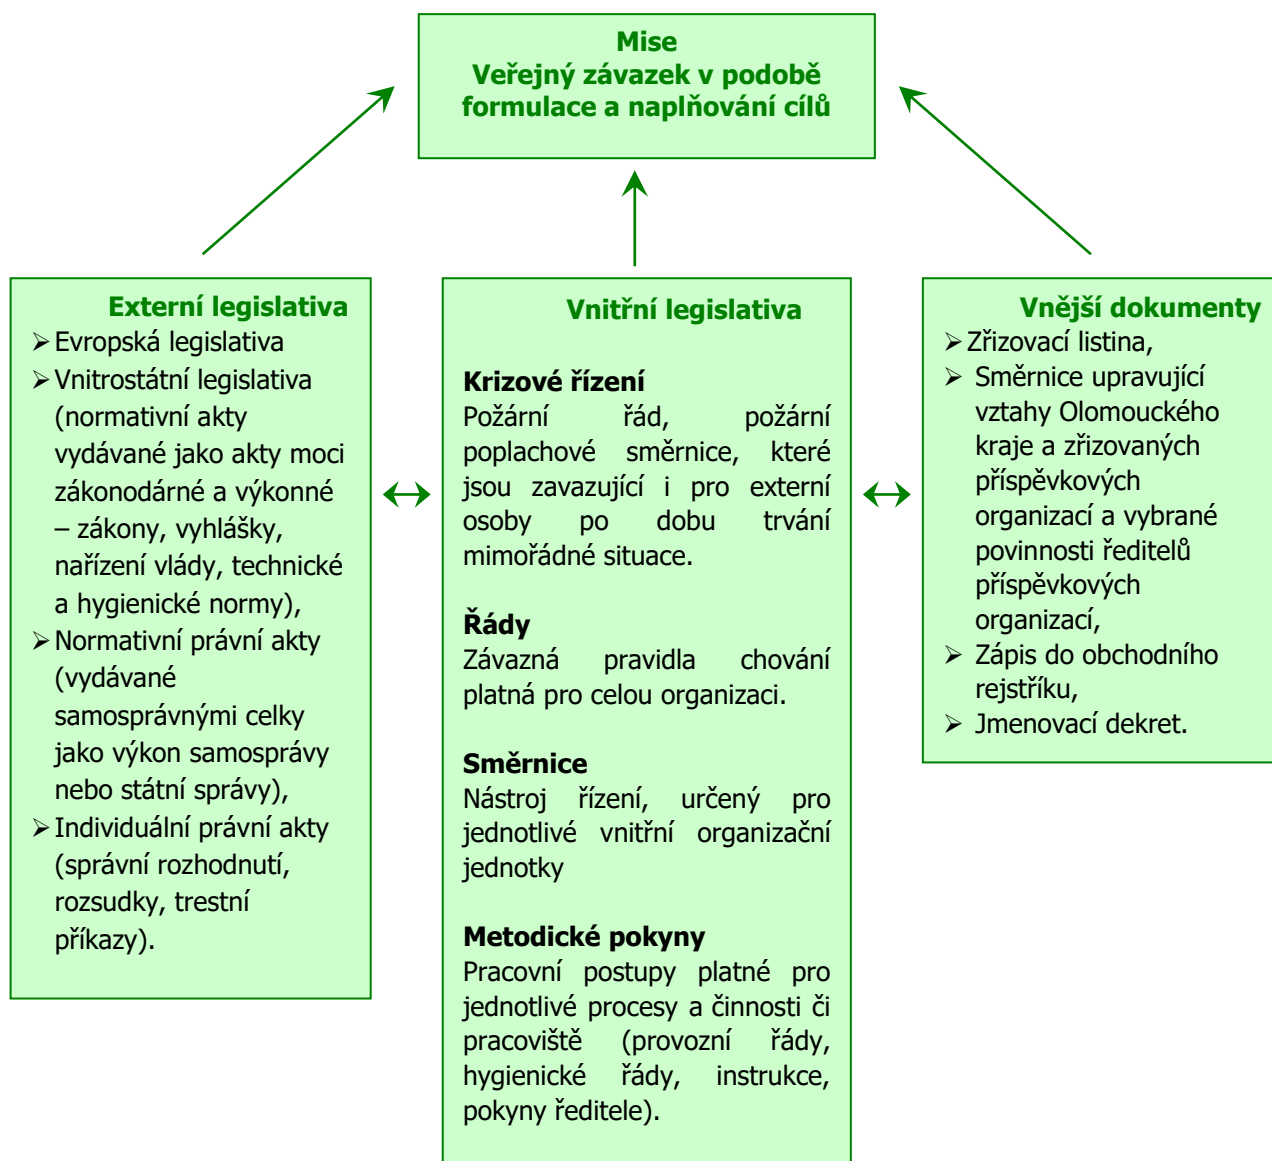 Mise
Veřejný závazek v podobě
formulace a naplňování cílů
Externí legislativa
➢ Evropská legislativa
➢ Vnitrostátní legislativa
(normativní akty
vydávané jako akty moci
zákonodárné a výkonné
– zákony, vyhlášky,
nařízení vlády, technické
a hygienické normy),
➢ Normativní právní akty
(vydávané
samosprávnými celky
jako výkon samosprávy
nebo státní správy),
➢ Individuální právní akty
(správní rozhodnutí,
rozsudky, trestní
příkazy).
Vnitřní legislativa
Krizové řízení
Požární řád, požární
poplachové směrnice, které
jsou zavazující i pro externí
osoby po dobu trvání
mimořádné situace.
Řády
Závazná pravidla chování
platná pro celou organizaci.
Směrnice
Nástroj řízení, určený pro
jednotlivé vnitřní organizační
jednotky
Metodické pokyny
Pracovní postupy platné pro
jednotlivé procesy a činnosti či
pracoviště (provozní řády,
hygienické řády, instrukce,
pokyny ředitele).
Vnější dokumenty
➢ Zřizovací listina,
➢ Směrnice upravující
vztahy Olomouckého
kraje a zřizovaných
příspěvkových
organizací a vybrané
povinnosti ředitelů
příspěvkových
organizací,
➢ Zápis do obchodního
rejstříku,
➢ Jmenovací dekret.